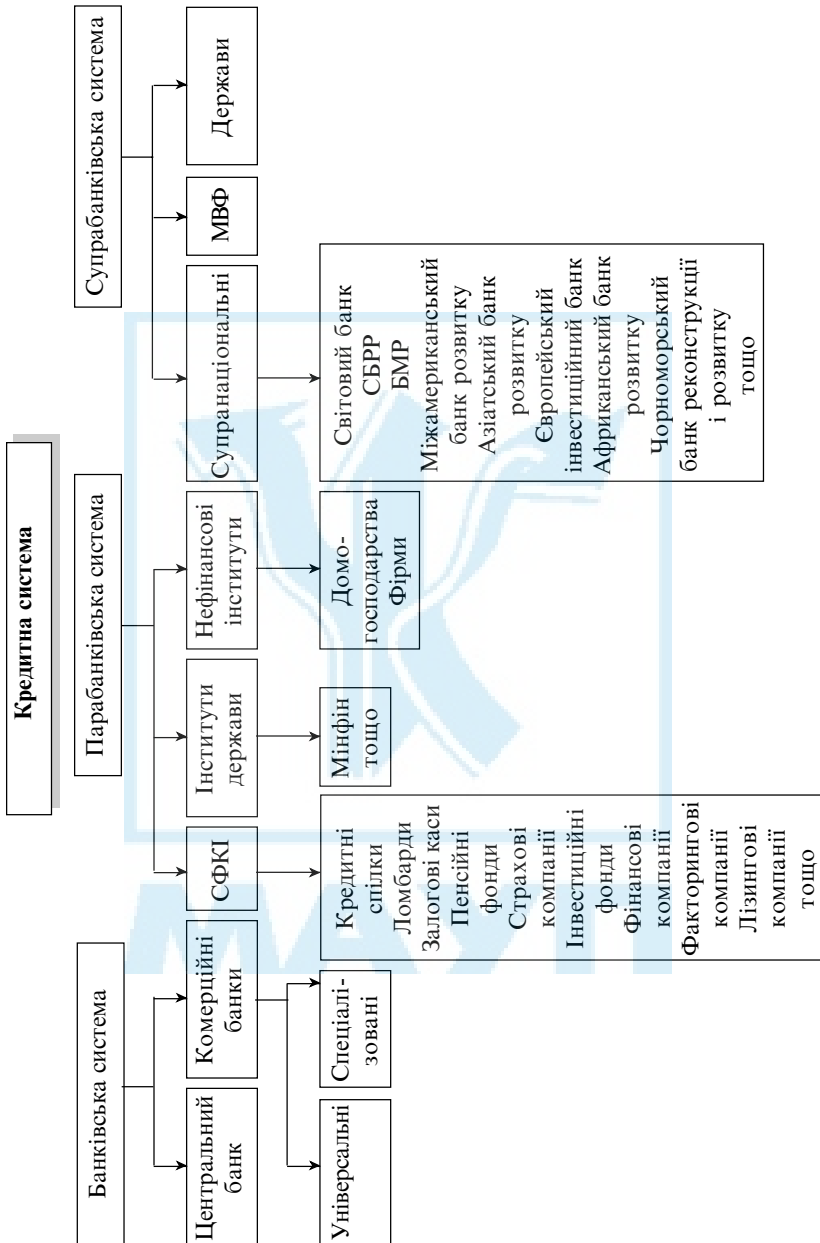 Кредитна система
Банківська система
Парабанківська система
Супрабанківська система
Центральний
банк
Комерційні
банки
СФКІ
Інститути
держави
Нефінансові
інститути
Супранаціональні
МВФ
Держави
Універсальні
Спеціалі-
зовані
Кредитні
спілки
Ломбарди
Залогові каси
Пенсійні
фонди
Страхові
компанії
Інвестиційні
фонди
Фінансові
компанії
Факторингові
компанії
Лізингові
компанії
тощо
Мінфін
тощо
Домо-
господарства
Фірми
Світовий банк
СБРР
БМР
Міжамериканський
банк розвитку
Азіатський банк
розвитку
Європейський
інвестиційний банк
Африканський банк
розвитку
Чорноморський
банк реконструкції
і розвитку
тощо
МАУП